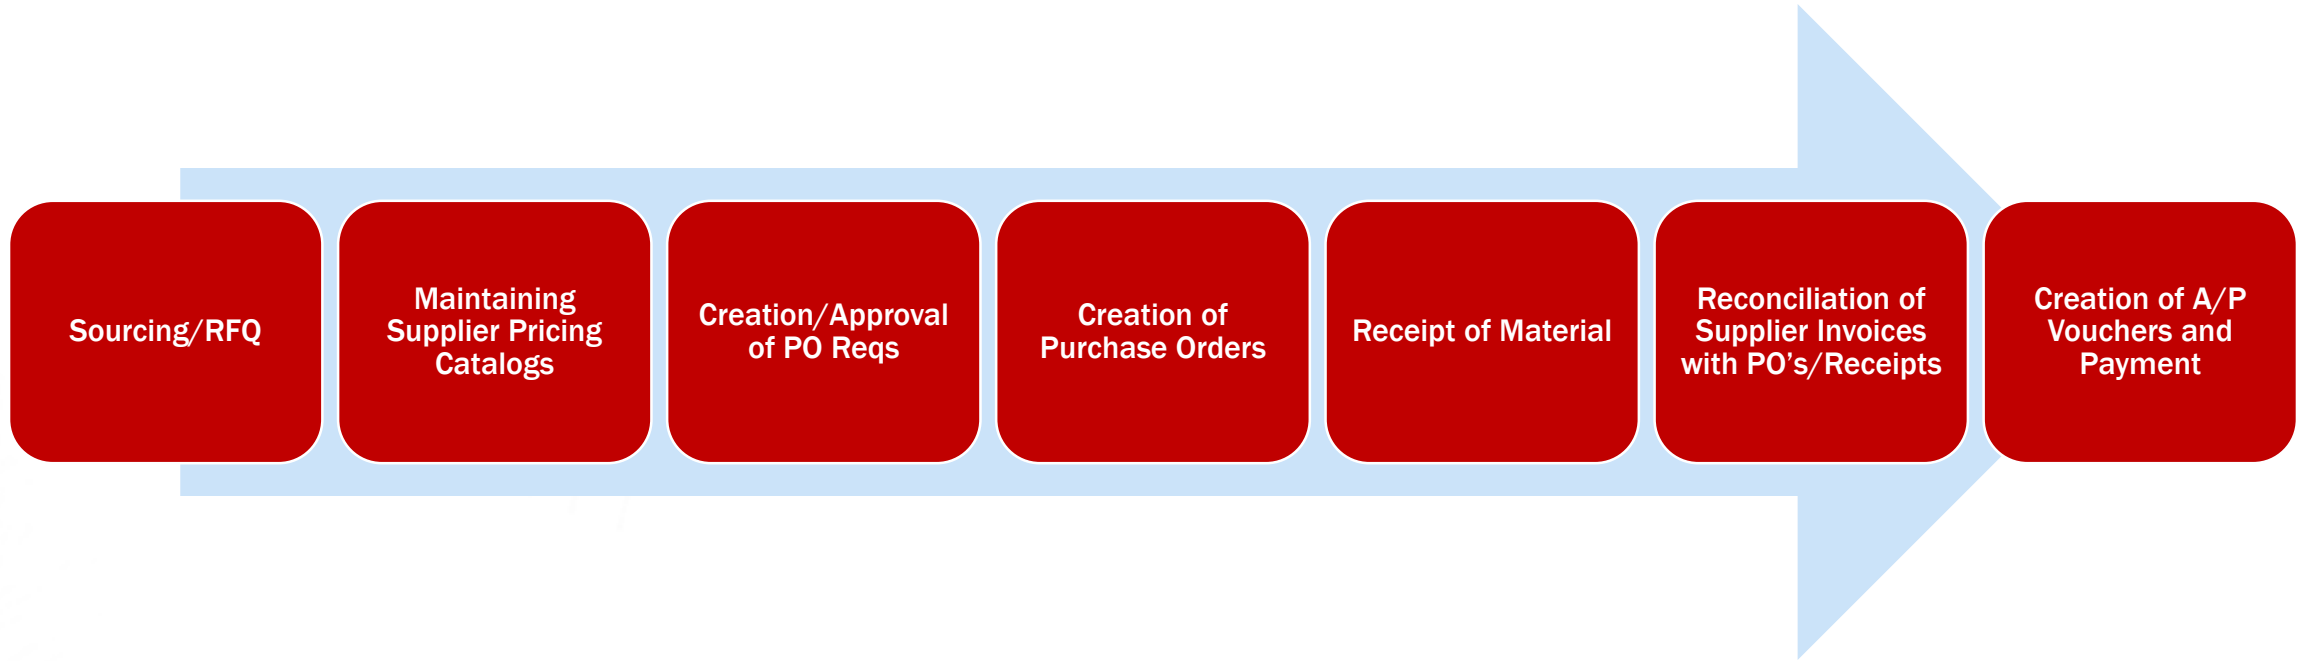 Sourcing/RFQ
Maintaining
Supplier Pricing
Catalogs
Creation/Approval
of PO Reqs
Creation of
Purchase Orders
Receipt of Material
Reconciliation of
Supplier Invoices
with PO’s/Receipts
Creation of A/P
Vouchers and
Payment